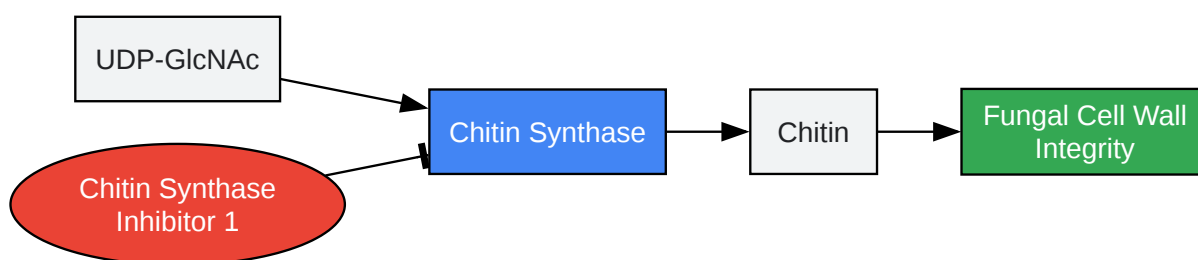 UDP-GlcNAc
Chitin Synthase
Inhibitor 1
Chitin Synthase
Chitin
Fungal Cell Wall
Integrity